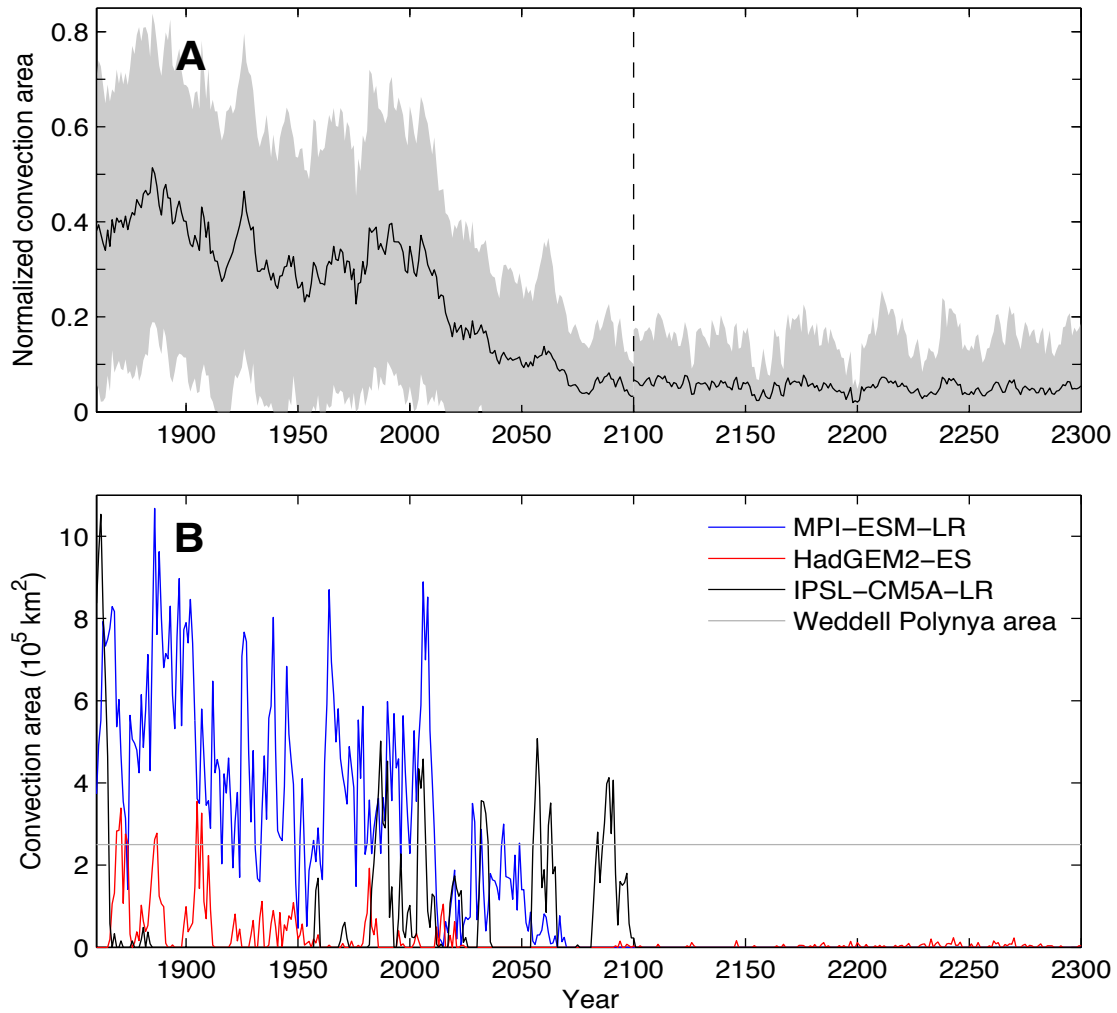 A
Normalized convection area
0.8
0.6
0.4
0.2
0
1900 1950 2000 2050 2100 2150 2200 2250 2300
B
Convection area (10⁵ km²)
10
8
6
4
2
0
MPI−ESM−LR
HadGEM2−ES
IPSL−CM5A−LR
Weddell Polynya area
1900 1950 2000 2050 2100 2150 2200 2250 2300
Year